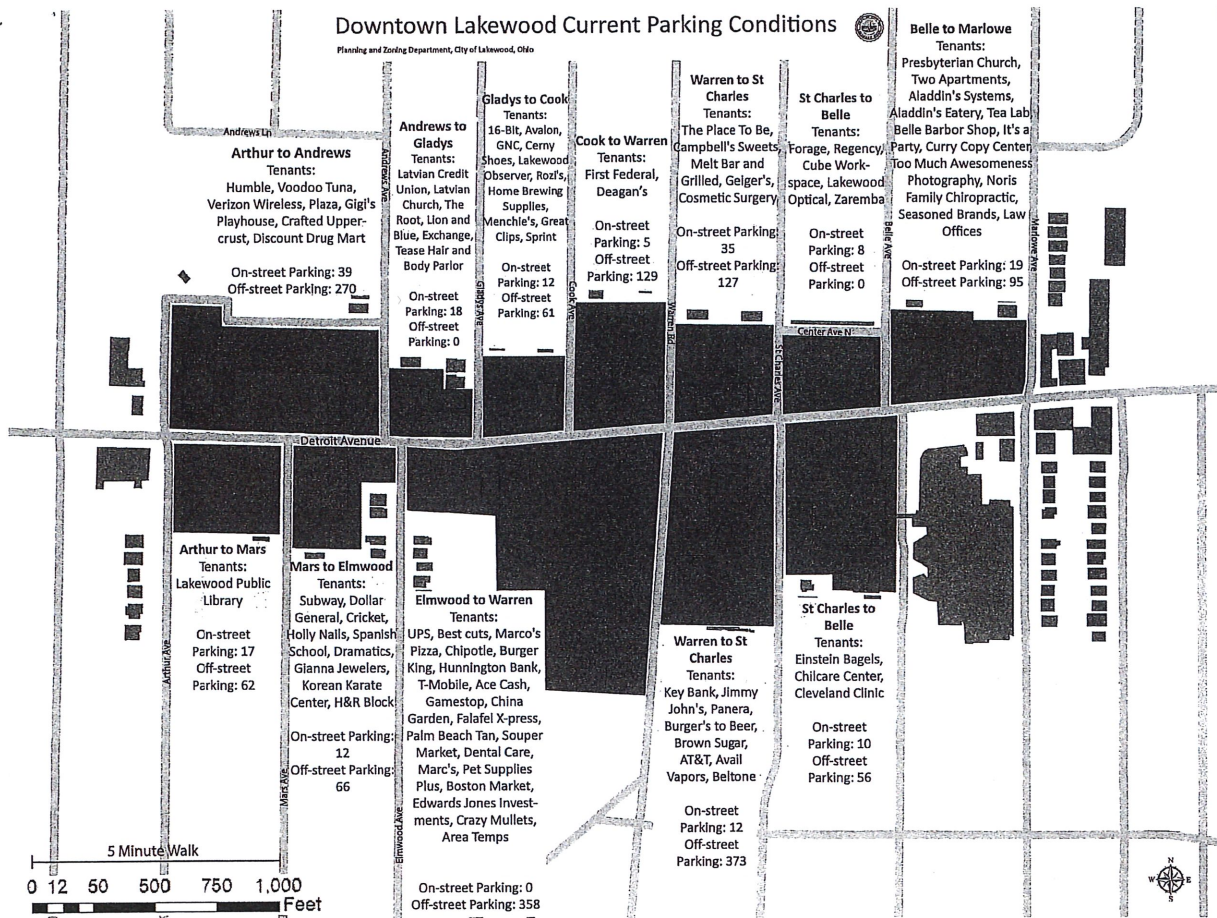 Downtown Lakewood Current Parking Conditions
Planning and Zoning Department, City of Lakewood, Ohio
Andrews Ln
Arthur to Andrews
Tenants:
Humble, Voodoo Tuna,
Verizon Wireless, Plaza, Gigi's
Playhouse, Crafted Upper-
crust, Discount Drug Mart
On-street Parking: 39
Off-street Parking: 270
Andrews Ave
Andrews to
Gladys
Tenants:
Latvian Credit
Union, Latvian
Church, The
Root, Lion and
Blue, Exchange,
Tease Hair and
Body Parlor
On-street
Parking: 18
Off-street
Parking: 0
Gladys Ave
Gladys to Cook
Tenants:
16-Bit, Avalon,
GNC, Cerny
Shoes, Lakewood
Observer, Rozi's,
Home Brewing
Supplies,
Menchie's, Great
Clips, Sprint
On-street
Parking: 12
Off-street
Parking: 61
Cook Ave
Cook to Warren
Tenants:
First Federal,
Deagan's
On-street
Parking: 5
Off-street
Parking: 129
Warren Rd
Warren to St
Charles
Tenants:
The Place To Be,
Campbell's Sweets,
Melt Bar and
Grilled, Geiger's,
Cosmetic Surgery
On-street Parking:
35
Off-street Parking:
127
St Charles Ave
St Charles to
Belle
Tenants:
Forage, Regency,
Cube Work-
space, Lakewood
Optical, Zaremba
On-street
Parking: 8
Off-street
Parking: 0
Center Ave N
Belle Ave
Belle to Marlowe
Tenants:
Presbyterian Church,
Two Apartments,
Aladdin's Systems,
Aladdin's Eatery, Tea Lab
Belle Barbor Shop, It's a
Party, Curry Copy Center,
Too Much Awesomeness
Photography, Noris
Family Chiropractic,
Seasoned Brands, Law
Offices
On-street Parking: 19
Off-street Parking: 95
Marlowe Ave
Detroit Avenue
Arthur to Mars
Tenants:
Lakewood Public
Library
On-street
Parking: 17
Off-street
Parking: 62
Arthur Ave
Mars to Elmwood
Tenants:
Subway, Dollar
General, Cricket,
Holly Nails, Spanish
School, Dramatics,
Gianna Jewelers,
Korean Karate
Center, H&R Block
On-street Parking:
12
Off-street Parking:
66
Mars Ave
Elmwood Ave
Elmwood to Warren
Tenants:
UPS, Best cuts, Marco's
Pizza, Chipotle, Burger
King, Hunnington Bank,
T-Mobile, Ace Cash,
Gamestop, China
Garden, Falafel X-press,
Palm Beach Tan, Souper
Market, Dental Care,
Marc's, Pet Supplies
Plus, Boston Market,
Edwards Jones Invest-
ments, Crazy Mullets,
Area Temps
On-street Parking: 0
Off-street Parking: 358
Warren to St
Charles
Tenants:
Key Bank, Jimmy
John's, Panera,
Burger's to Beer,
Brown Sugar,
AT&T, Avail
Vapors, Beltone
On-street
Parking: 12
Off-street
Parking: 373
St Charles to
Belle
Tenants:
Einstein Bagels,
Chilcare Center,
Cleveland Clinic
On-street
Parking: 10
Off-street
Parking: 56
5 Minute Walk
0 12 50 500 750 1,000
Feet
N
W E
S